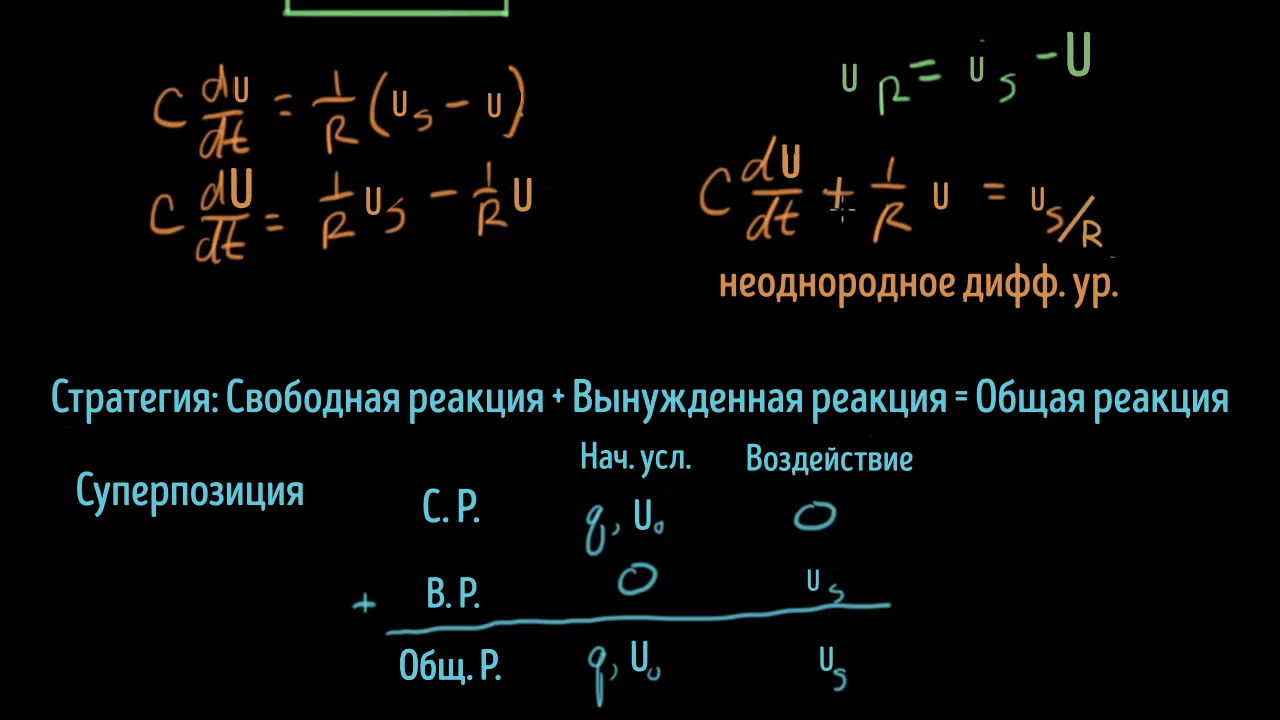 C dU/dt = 1/R (U_S − U)
U_R = U_S − U
C dU/dt = 1/R U_S − 1/R U
C dU/dt + 1/R U = U_S/R
неоднородное дифф. ур.
Стратегия: Свободная реакция + Вынужденная реакция = Общая реакция
Нач. усл. Воздействие
Суперпозиция
С. Р. q, U₀ 0
+ В. Р. 0 U_S
Общ. Р. q, U₀ U_S